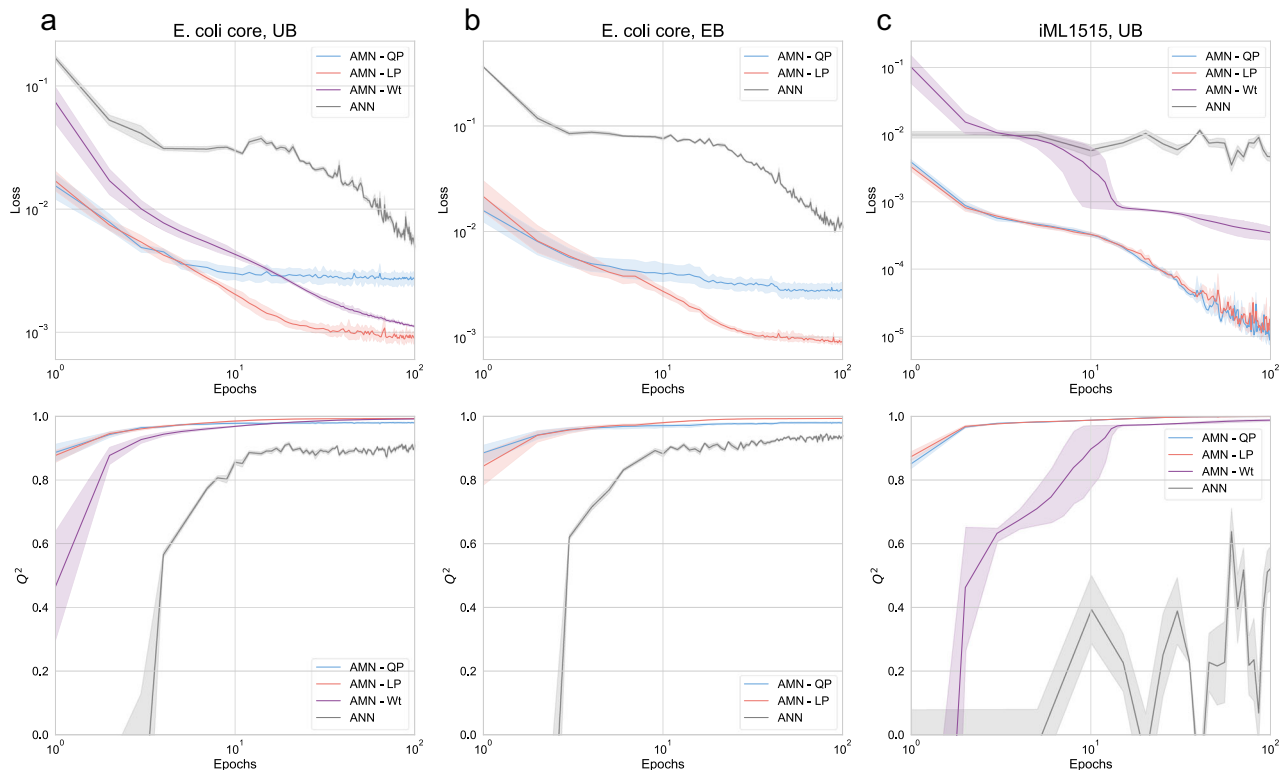 a
E. coli core, UB
AMN - QP
AMN - LP
AMN - Wt
ANN
10⁻¹
10⁻²
10⁻³
Loss
10⁰
10¹
10²
Epochs
b
E. coli core, EB
AMN - QP
AMN - LP
ANN
10⁻¹
10⁻²
10⁻³
Loss
10⁰
10¹
10²
Epochs
c
iML1515, UB
AMN - QP
AMN - LP
AMN - Wt
ANN
10⁻¹
10⁻²
10⁻³
10⁻⁴
10⁻⁵
Loss
10⁰
10¹
10²
Epochs
1.0
0.8
0.6
0.4
0.2
0.0
Q²
AMN - QP
AMN - LP
AMN - Wt
ANN
10⁰
10¹
10²
Epochs
1.0
0.8
0.6
0.4
0.2
0.0
Q²
AMN - QP
AMN - LP
ANN
10⁰
10¹
10²
Epochs
1.0
0.8
0.6
0.4
0.2
0.0
Q²
AMN - QP
AMN - LP
AMN - Wt
ANN
10⁰
10¹
10²
Epochs